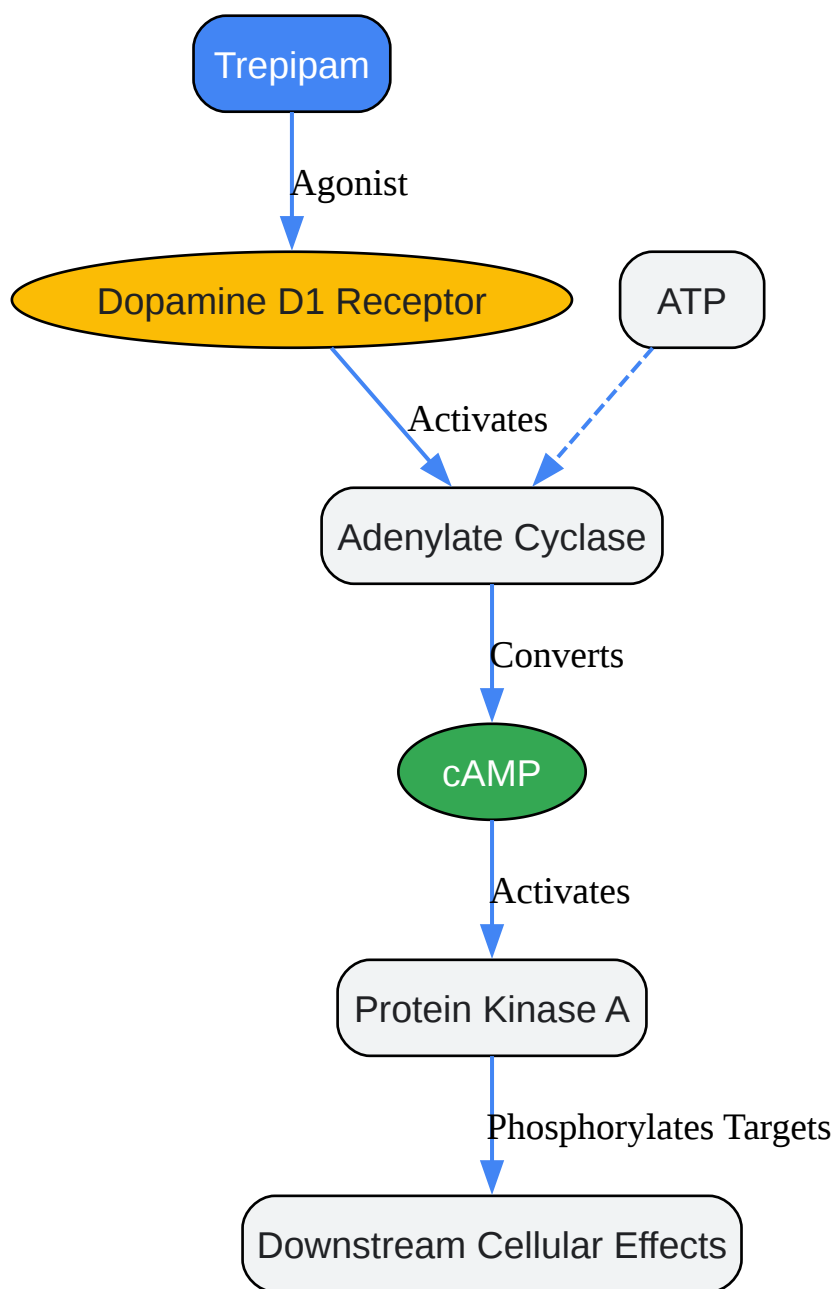 Trepipam
Agonist
Dopamine D1 Receptor
ATP
Activates
Adenylate Cyclase
Converts
cAMP
Activates
Protein Kinase A
Phosphorylates Targets
Downstream Cellular Effects